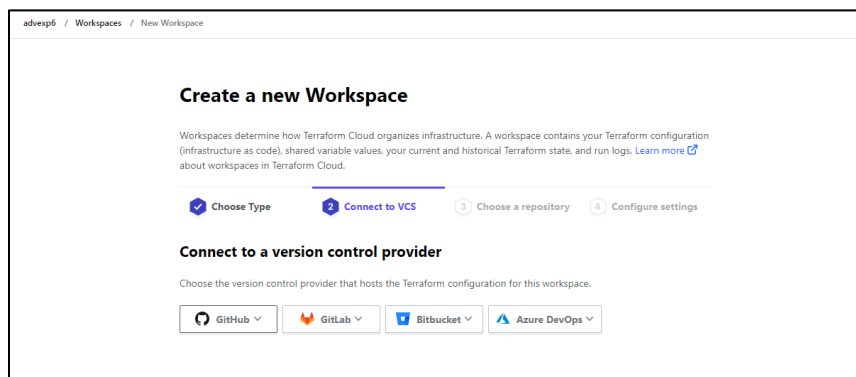 advexp6 / Workspaces / New Workspace
Create a new Workspace
Workspaces determine how Terraform Cloud organizes infrastructure. A workspace contains your Terraform configuration
(infrastructure as code), shared variable values, your current and historical Terraform state, and run logs. Learn more
about workspaces in Terraform Cloud.
Choose Type 2 Connect to VCS 3 Choose a repository 4 Configure settings
Connect to a version control provider
Choose the version control provider that hosts the Terraform configuration for this workspace.
GitHub GitLab Bitbucket Azure DevOps